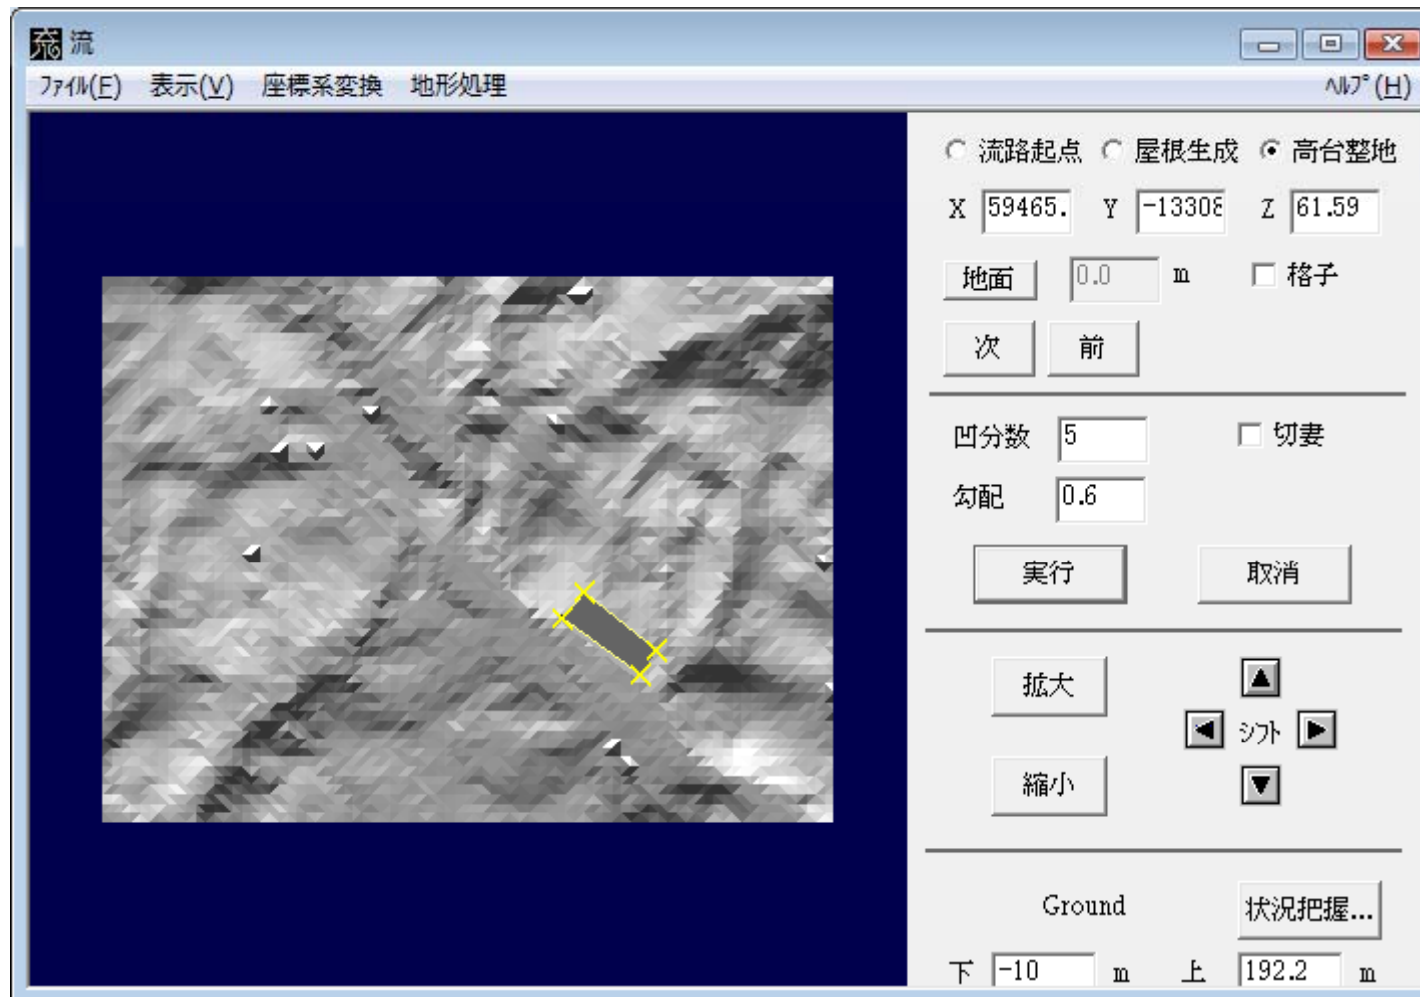 流 流
ﾌｧｲﾙ(F) 表示(V) 座標系変換 地形処理 ﾍﾙﾌﾟ(H)
流路起点 屋根生成 高台整地
X 59465. Y -13308 Z 61.59
地面 0.0 m 格子
次 前
凹分数 5 切妻
勾配 0.6
実行 取消
拡大
シフト
縮小
Ground 状況把握...
下 -10 m 上 192.2 m